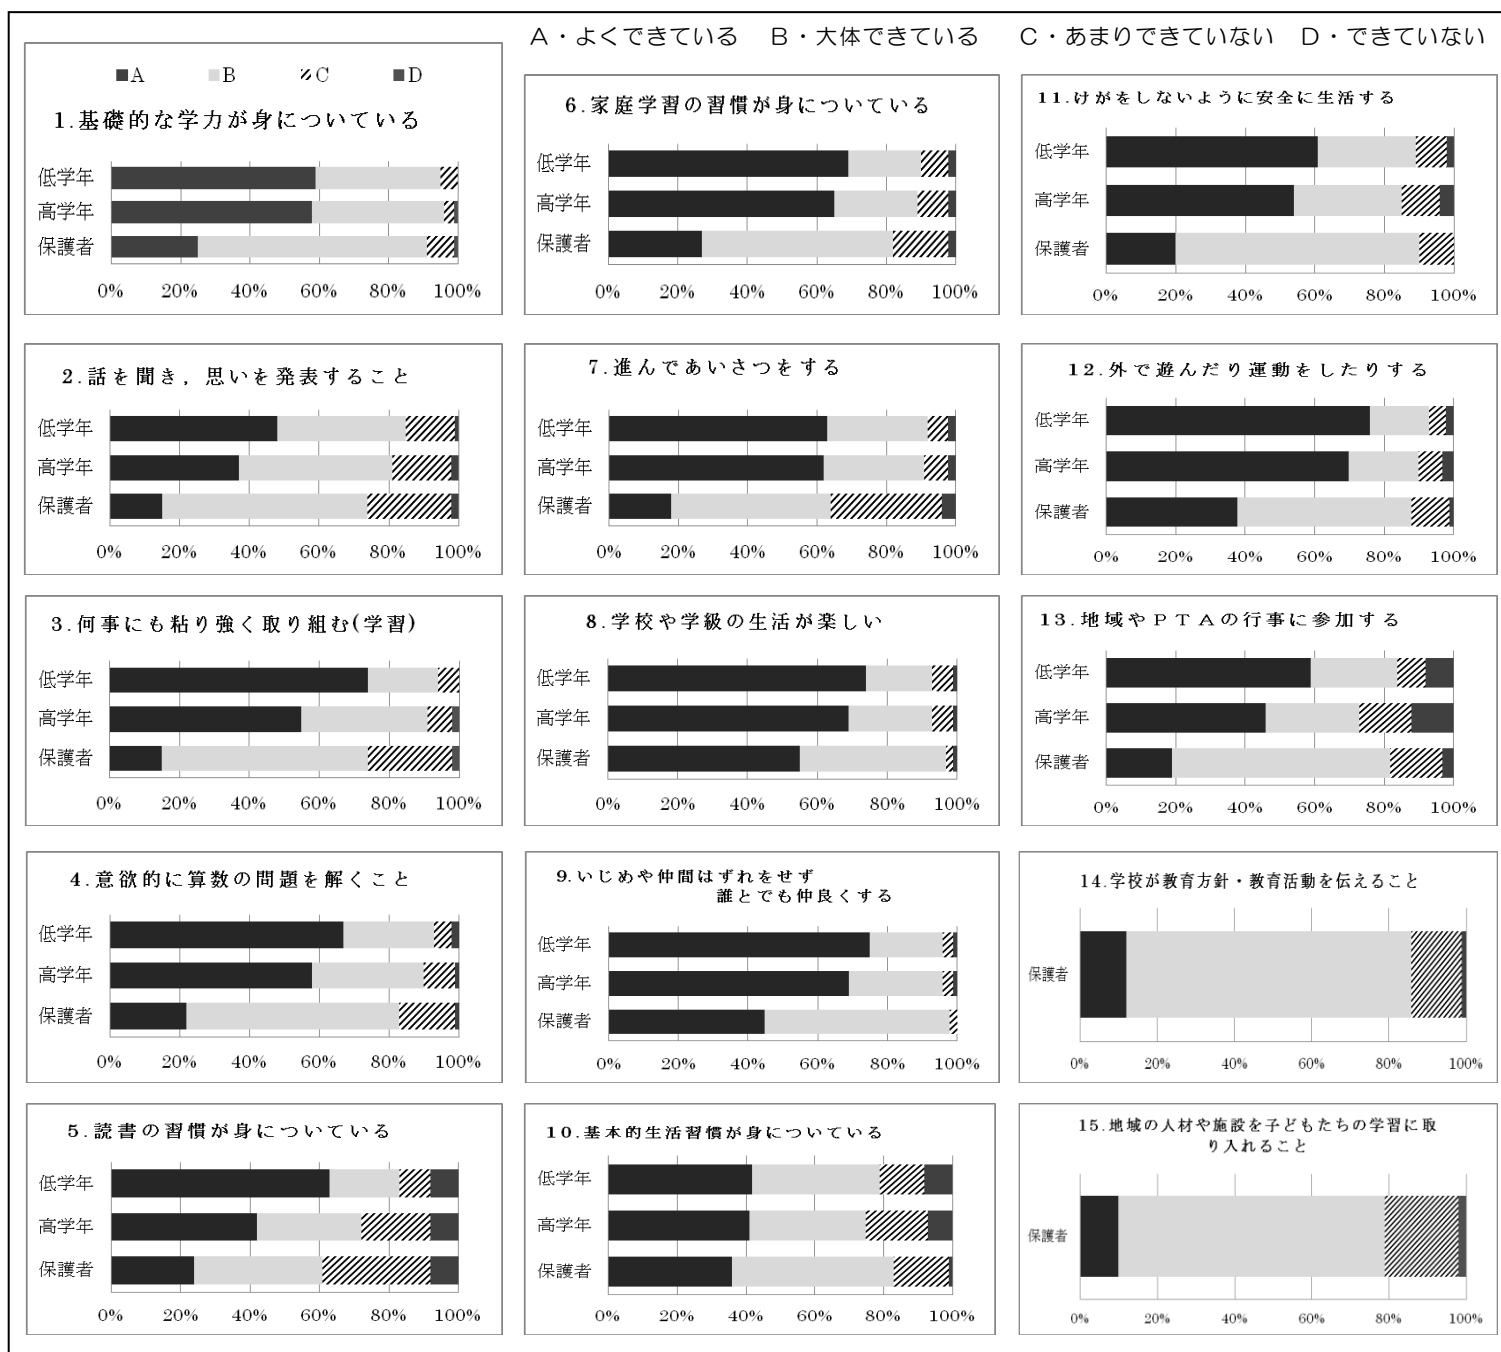 A・よくできている　B・大体できている　C・あまりできていない　D・できていない
A B C D
1.基礎的な学力が身についている
低学年
高学年
保護者
0% 20% 40% 60% 80% 100%
2.話を聞き，思いを発表すること
低学年
高学年
保護者
0% 20% 40% 60% 80% 100%
3.何事にも粘り強く取り組む(学習)
低学年
高学年
保護者
0% 20% 40% 60% 80% 100%
4.意欲的に算数の問題を解くこと
低学年
高学年
保護者
0% 20% 40% 60% 80% 100%
5.読書の習慣が身についている
低学年
高学年
保護者
0% 20% 40% 60% 80% 100%
6.家庭学習の習慣が身についている
低学年
高学年
保護者
0% 20% 40% 60% 80% 100%
7.進んであいさつをする
低学年
高学年
保護者
0% 20% 40% 60% 80% 100%
8.学校や学級の生活が楽しい
低学年
高学年
保護者
0% 20% 40% 60% 80% 100%
9.いじめや仲間はずれをせず
誰とでも仲良くする
低学年
高学年
保護者
0% 20% 40% 60% 80% 100%
10.基本的生活習慣が身についている
低学年
高学年
保護者
0% 20% 40% 60% 80% 100%
11.けがをしないように安全に生活する
低学年
高学年
保護者
0% 20% 40% 60% 80% 100%
12.外で遊んだり運動をしたりする
低学年
高学年
保護者
0% 20% 40% 60% 80% 100%
13.地域やＰＴＡの行事に参加する
低学年
高学年
保護者
0% 20% 40% 60% 80% 100%
14.学校が教育方針・教育活動を伝えること
保護者
0% 20% 40% 60% 80% 100%
15.地域の人材や施設を子どもたちの学習に取
り入れること
保護者
0% 20% 40% 60% 80% 100%